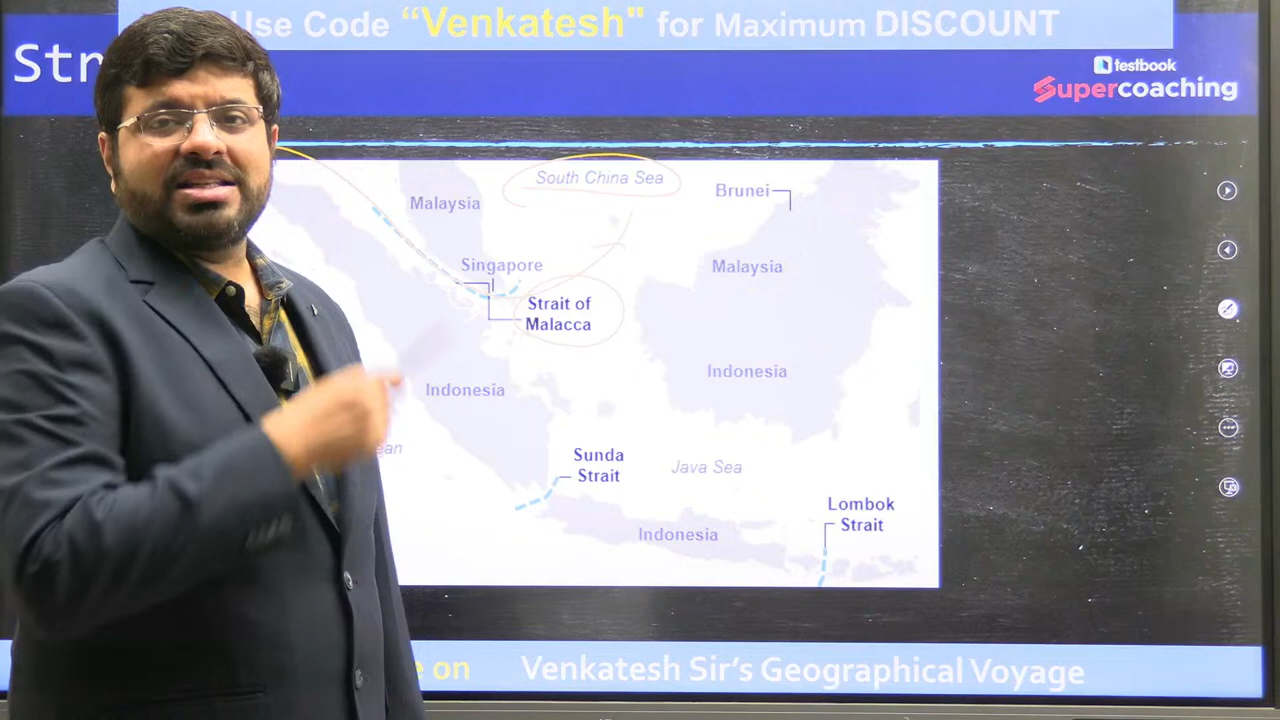 Use Code “Venkatesh" for Maximum DISCOUNT
testbook
Supercoaching
South China Sea
Brunei
Malaysia
Malaysia
Singapore
Strait of
Malacca
Indonesia
Indonesia
Sunda
Strait
Java Sea
Lombok
Strait
Indonesia
on
Venkatesh Sir’s Geographical Voyage